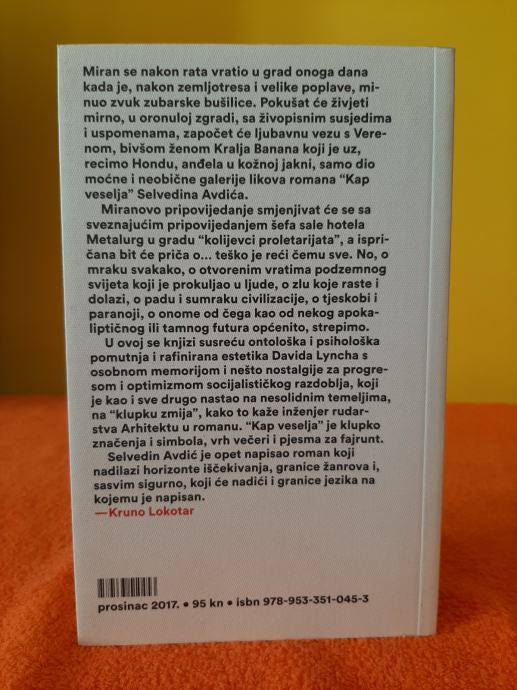 Miran se nakon rata vratio u grad onoga dana
kada je, nakon zemljotresa i velike poplave, mi-
nuo zvuk zubarske bušilice. Pokušat će živjeti
mirno, u oronuloj zgradi, sa živopisnim susjedima
i uspomenama, započet će ljubavnu vezu s Vere-
nom, bivšom ženom Kralja Banana koji je uz,
recimo Hondu, anđela u kožnoj jakni, samo dio
moćne i neobične galerije likova romana “Kap
veselja” Selvedina Avdića.
Miranovo pripovijedanje smjenjivat će se sa
sveznajućim pripovijedanjem šefa sale hotela
Metalurg u gradu “kolijevci proletarijata”, a ispri-
čana bit će priča o... teško je reći čemu sve. No, o
mraku svakako, o otvorenim vratima podzemnog
svijeta koji je prokuljao u ljude, o zlu koje raste i
dolazi, o padu i sumraku civilizacije, o tjeskobi i
paranoji, o onome od čega kao od nekog apoka-
liptičnog ili tamnog futura općenito, strepimo.
U ovoj se knjizi susreću ontološka i psihološka
pomutnja i rafinirana estetika Davida Lyncha s
osobnom memorijom i nešto nostalgije za progre-
som i optimizmom socijalističkog razdoblja, koji
je kao i sve drugo nastao na nesolidnim temeljima,
na “klupku zmija”, kako to kaže inženjer rudar-
stva Arhitektu u romanu. “Kap veselja” je klupko
značenja i simbola, vrh večeri i pjesma za fajrunt.
Selvedin Avdić je opet napisao roman koji
nadilazi horizonte iščekivanja, granice žanrova i,
sasvim sigurno, koji će nadići i granice jezika na
kojemu je napisan.
—Kruno Lokotar
prosinac 2017. • 95 kn • isbn 978-953-351-045-3